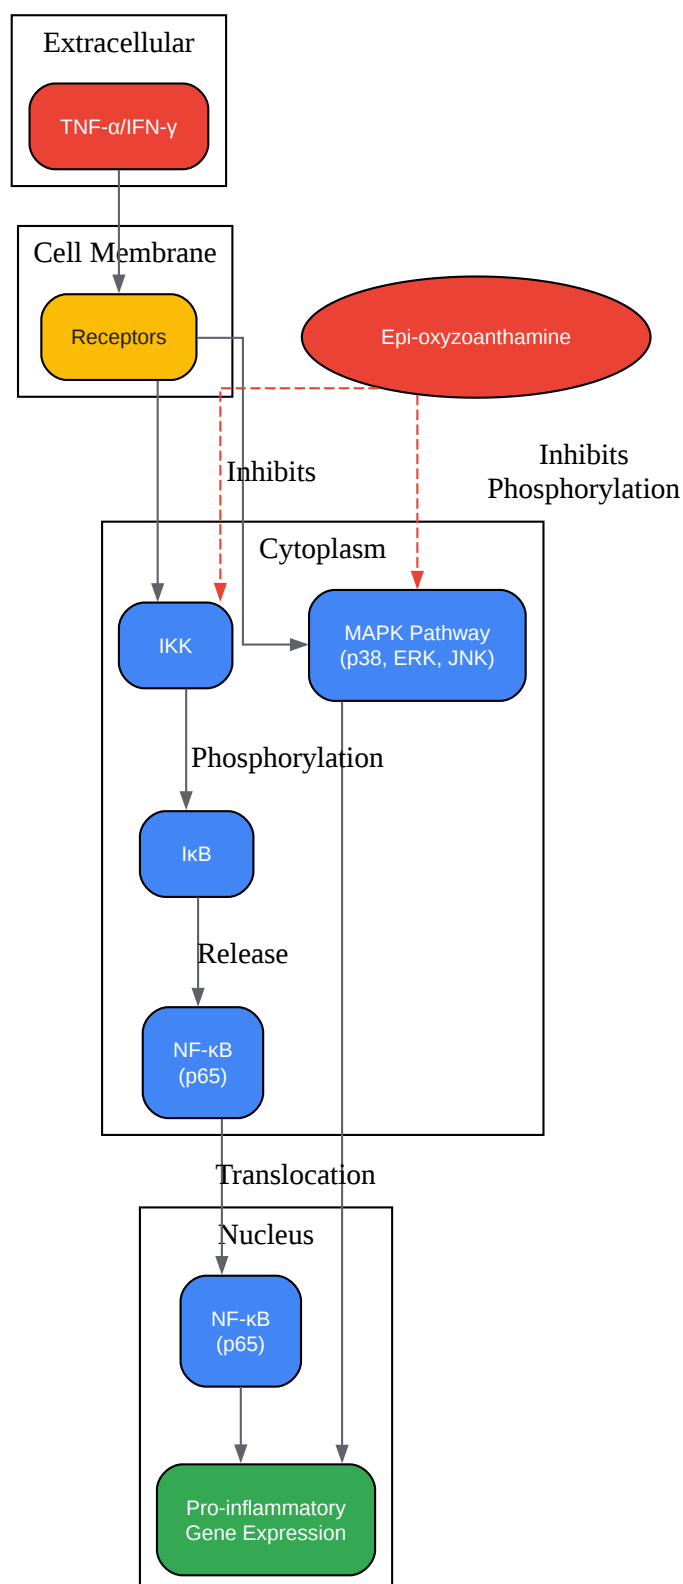 Extracellular
TNF-α/IFN-γ
Cell Membrane
Receptors
Epi-oxyzoanthamine
Inhibits
Inhibits
Phosphorylation
Cytoplasm
IKK
MAPK Pathway
(p38, ERK, JNK)
Phosphorylation
IκB
Release
NF-κB
(p65)
Translocation
Nucleus
NF-κB
(p65)
Pro-inflammatory
Gene Expression